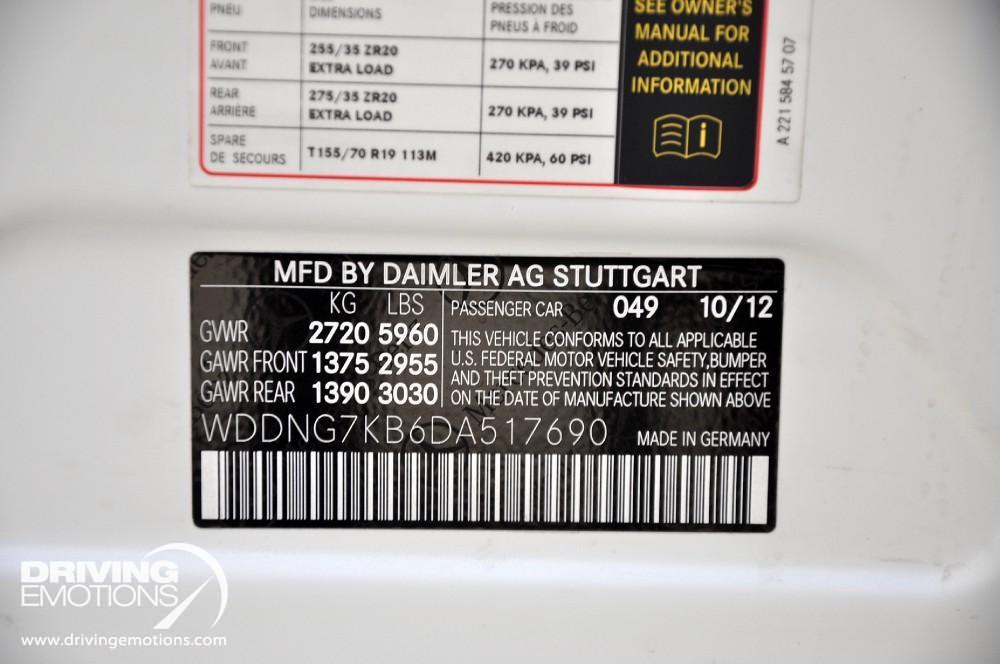 PNEU DIMENSIONS PRESSION DES
PNEUS À FROID
FRONT
AVANT
255/35 ZR20
EXTRA LOAD
270 KPA, 39 PSI
REAR
ARRIÈRE
275/35 ZR20
EXTRA LOAD
270 KPA, 39 PSI
SPARE
DE SECOURS
T155/70 R19 113M
420 KPA, 60 PSI
SEE OWNER'S
MANUAL FOR
ADDITIONAL
INFORMATION
A 221 584 57 07
MFD BY DAIMLER AG STUTTGART
KG LBS
GVWR 2720 5960
GAWR FRONT 1375 2955
GAWR REAR 1390 3030
PASSENGER CAR 049 10/12
THIS VEHICLE CONFORMS TO ALL APPLICABLE
U.S. FEDERAL MOTOR VEHICLE SAFETY,BUMPER
AND THEFT PREVENTION STANDARDS IN EFFECT
ON THE DATE OF MANUFACTURE SHOWN ABOVE
WDDNG7KB6DA517690 MADE IN GERMANY
DRIVING
EMOTIONS
www.drivingemotions.com